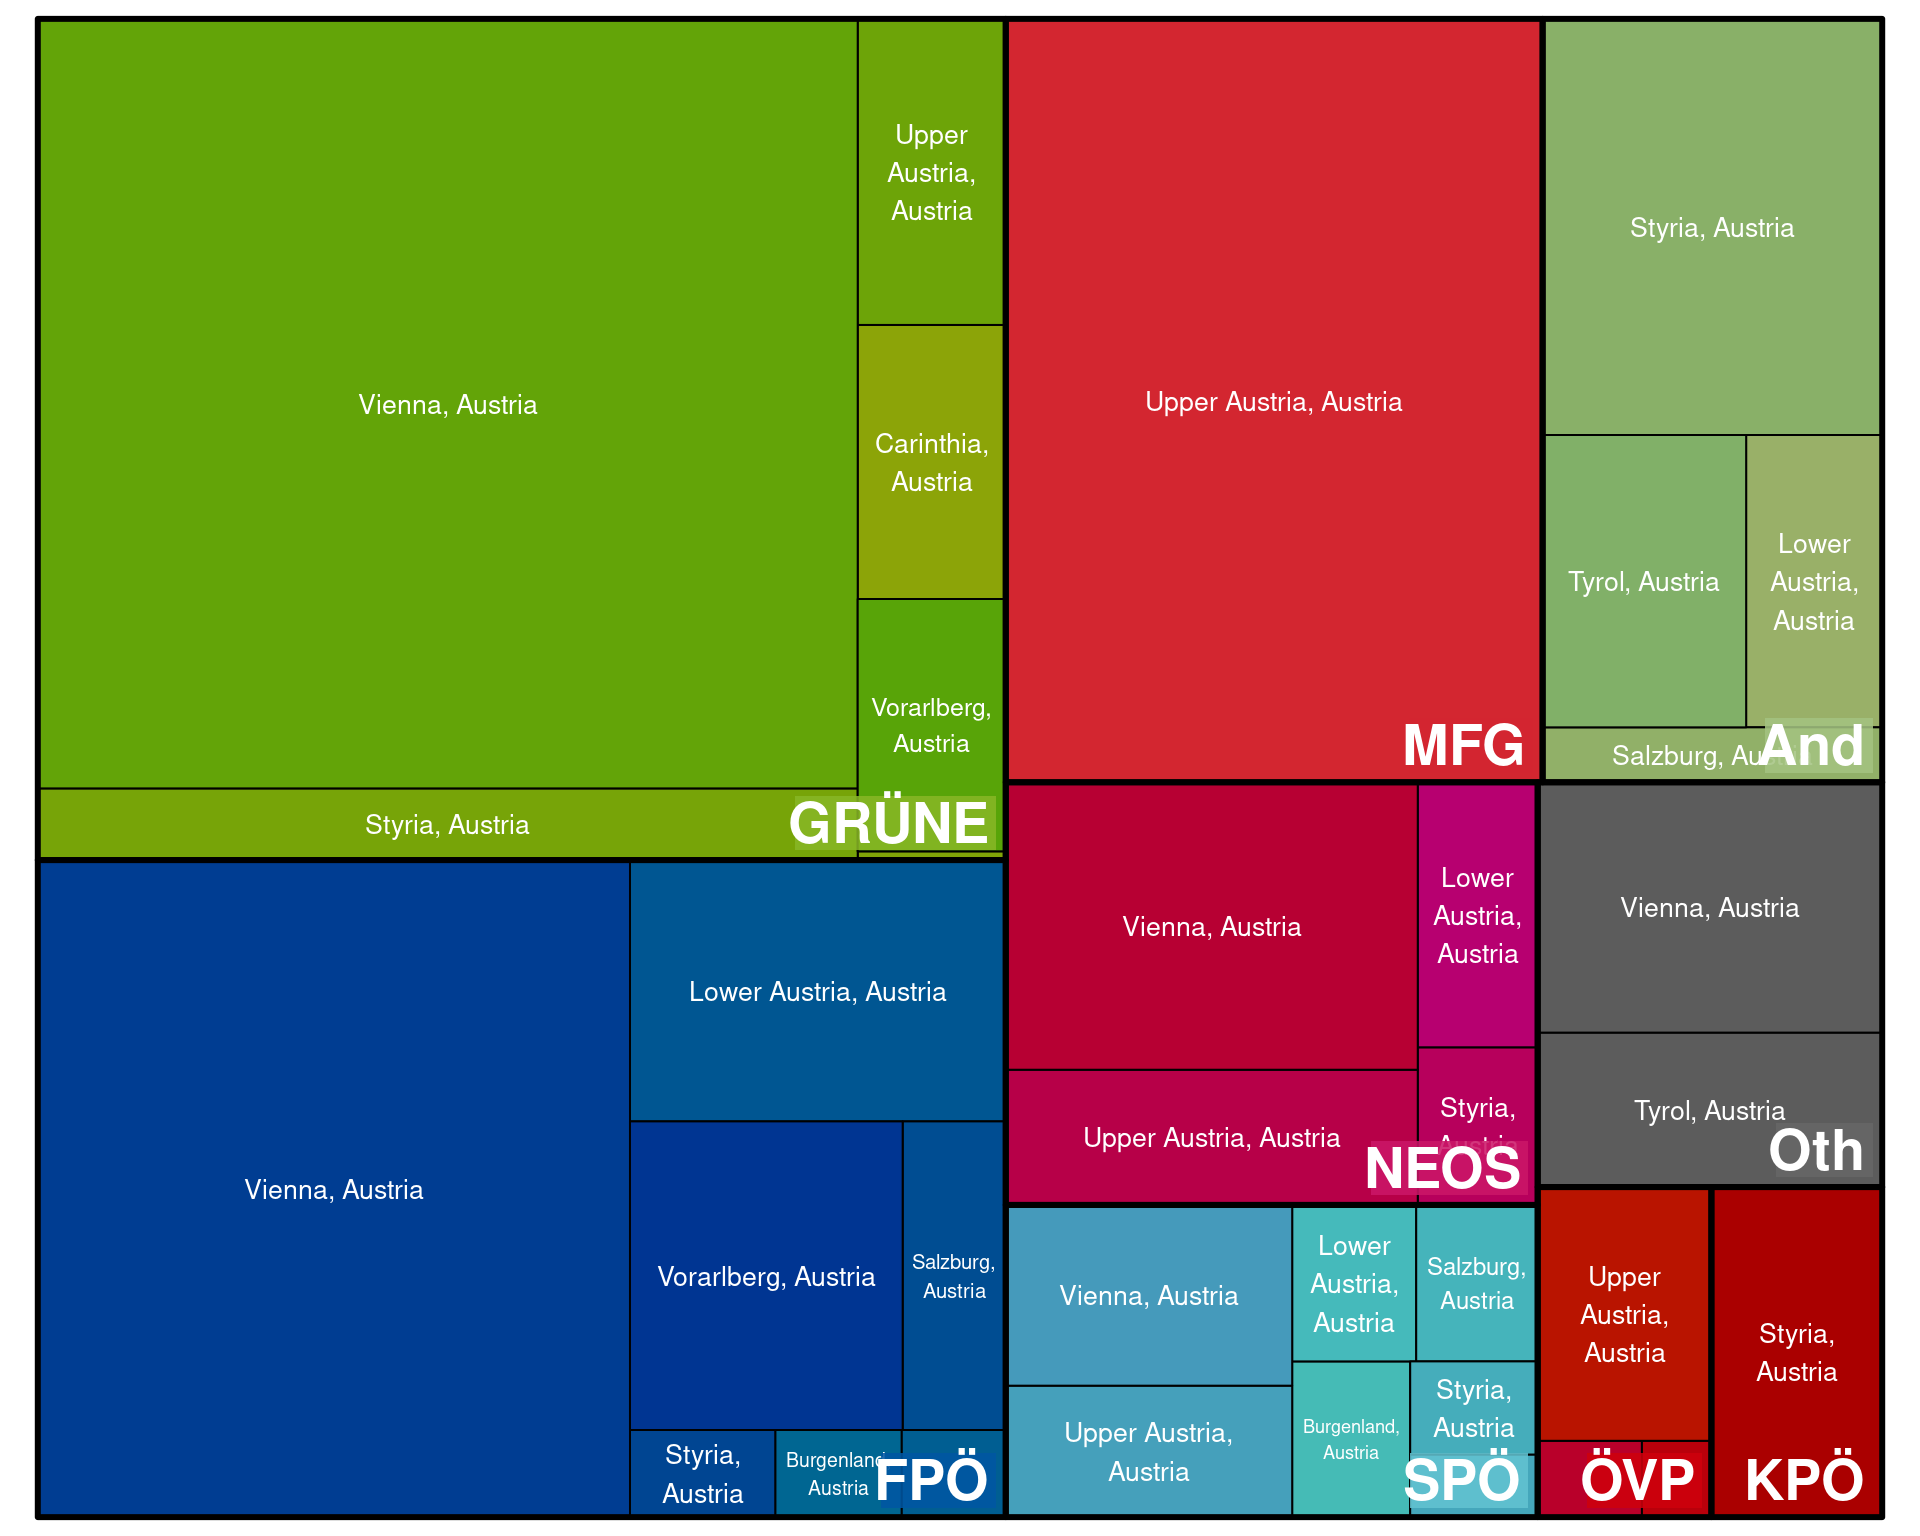 Vienna, Austria
Upper
Austria,
Austria
Carinthia,
Austria
Vorarlberg,
Austria
Styria, Austria
GRÜNE
Upper Austria, Austria
MFG
Styria, Austria
Tyrol, Austria
Lower
Austria,
Austria
Salzburg, Austria
And
Vienna, Austria
Lower Austria, Austria
Vorarlberg, Austria
Salzburg,
Austria
Styria,
Austria
Burgenland,
Austria
FPÖ
Vienna, Austria
Lower
Austria,
Austria
Upper Austria, Austria
Styria,
Austria
NEOS
Vienna, Austria
Tyrol, Austria
Oth
Vienna, Austria
Lower
Austria,
Austria
Salzburg,
Austria
Upper Austria,
Austria
Burgenland,
Austria
Styria,
Austria
SPÖ
Upper
Austria,
Austria
ÖVP
Styria,
Austria
KPÖ